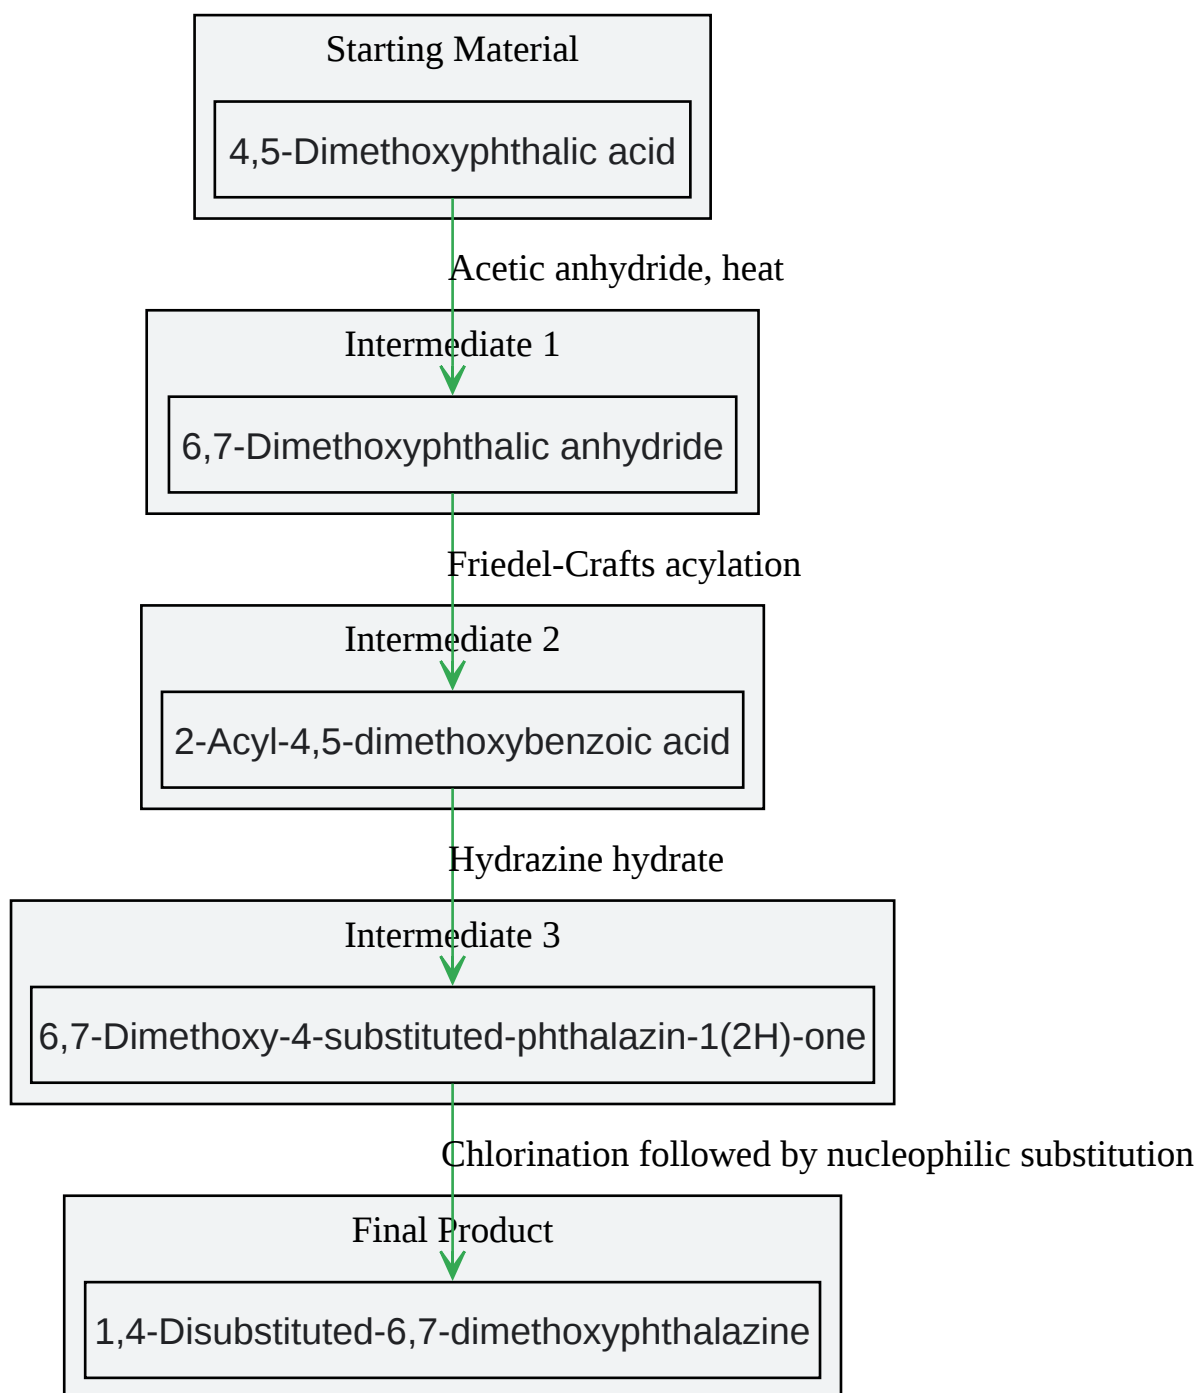 Starting Material
4,5-Dimethoxyphthalic acid
Acetic anhydride, heat
Intermediate 1
6,7-Dimethoxyphthalic anhydride
Friedel-Crafts acylation
Intermediate 2
2-Acyl-4,5-dimethoxybenzoic acid
Hydrazine hydrate
Intermediate 3
6,7-Dimethoxy-4-substituted-phthalazin-1(2H)-one
Chlorination followed by nucleophilic substitution
Final Product
1,4-Disubstituted-6,7-dimethoxyphthalazine